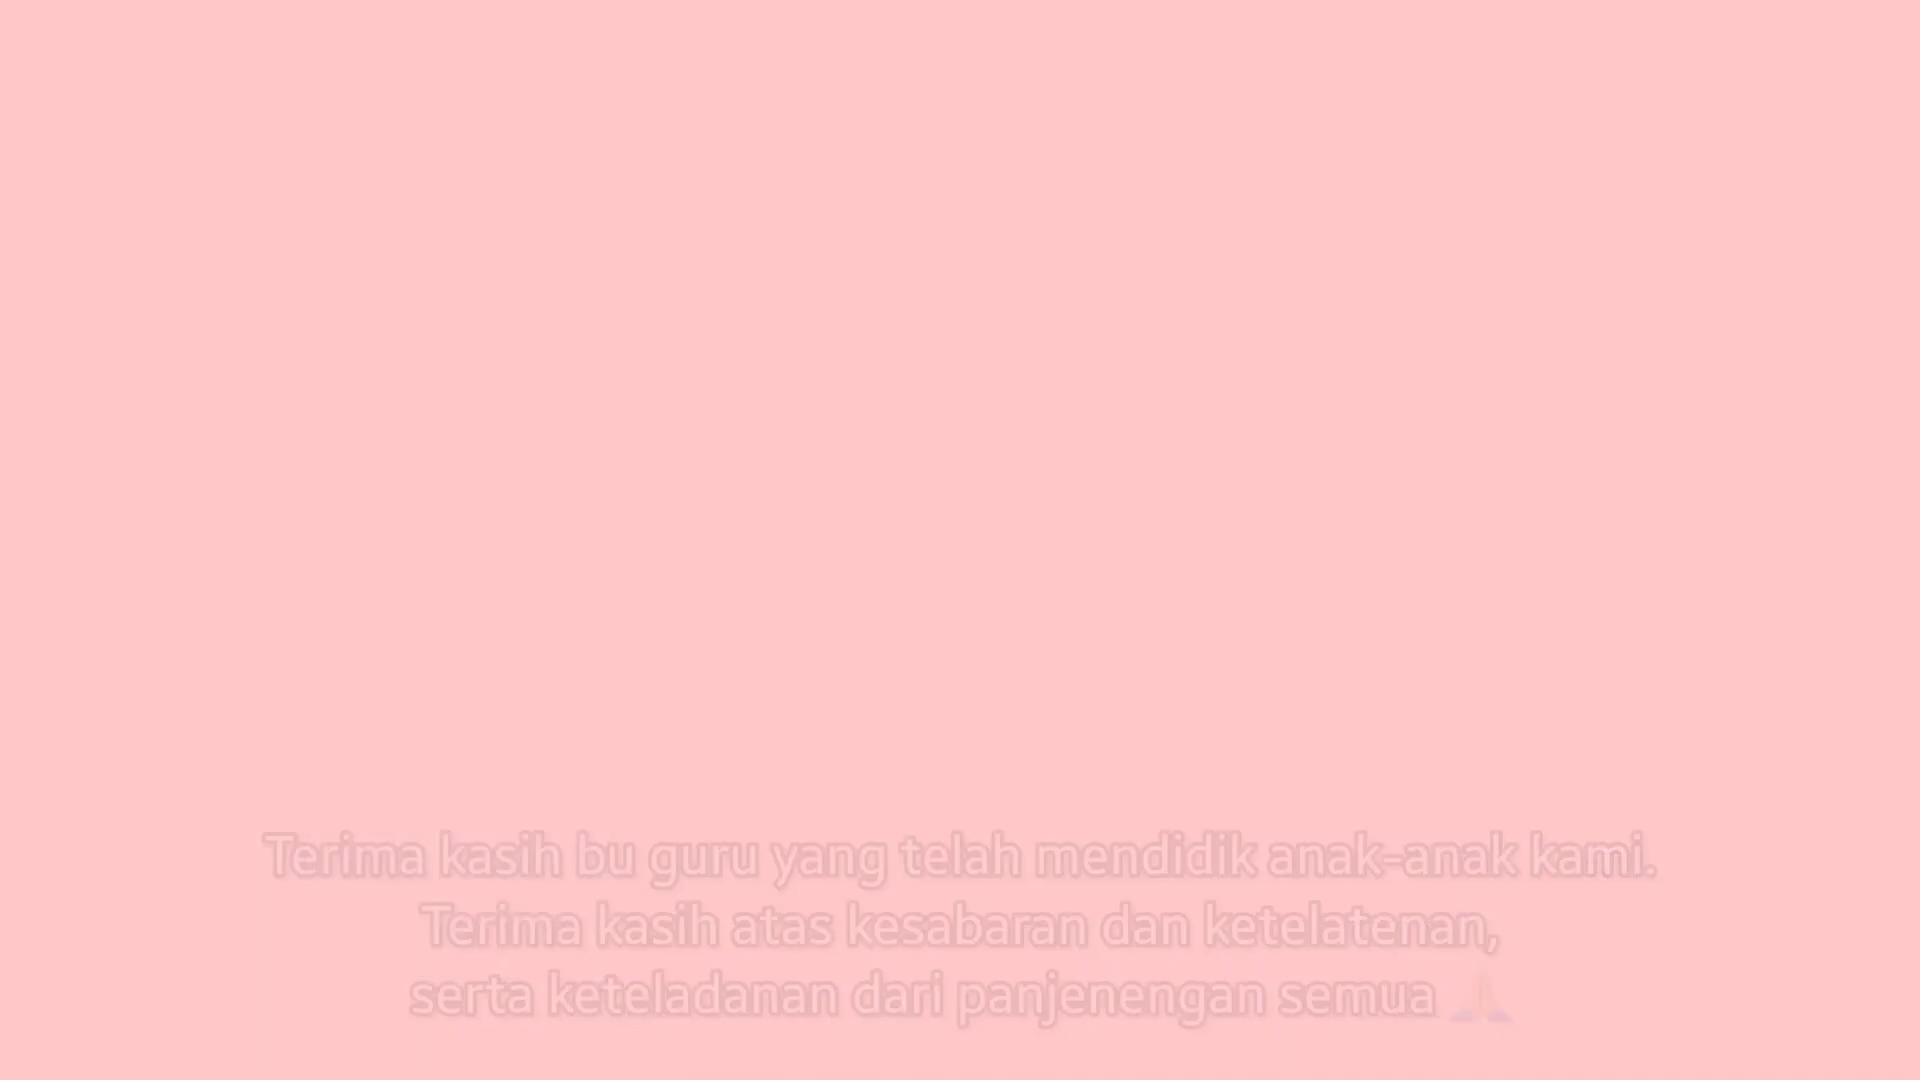 Terima kasih bu guru yang telah mendidik anak-anak kami.
Terima kasih atas kesabaran dan ketelatenan,
serta keteladanan dari panjenengan semua 🙏🏻